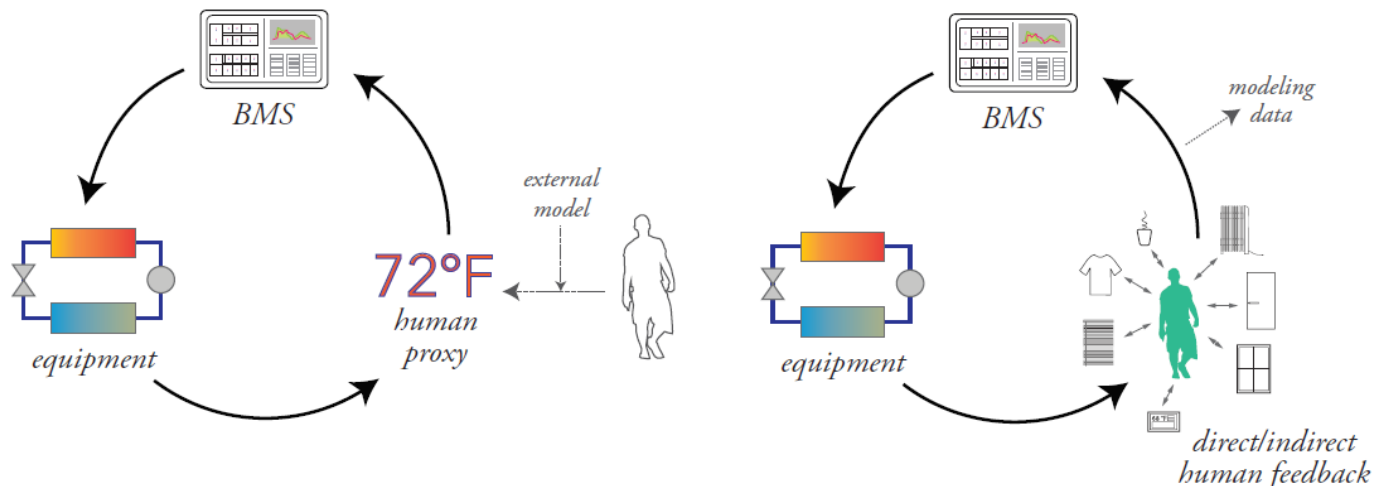 BMS
external
model
72°F
human
proxy
equipment
BMS
modeling
data
equipment
direct/indirect
human feedback